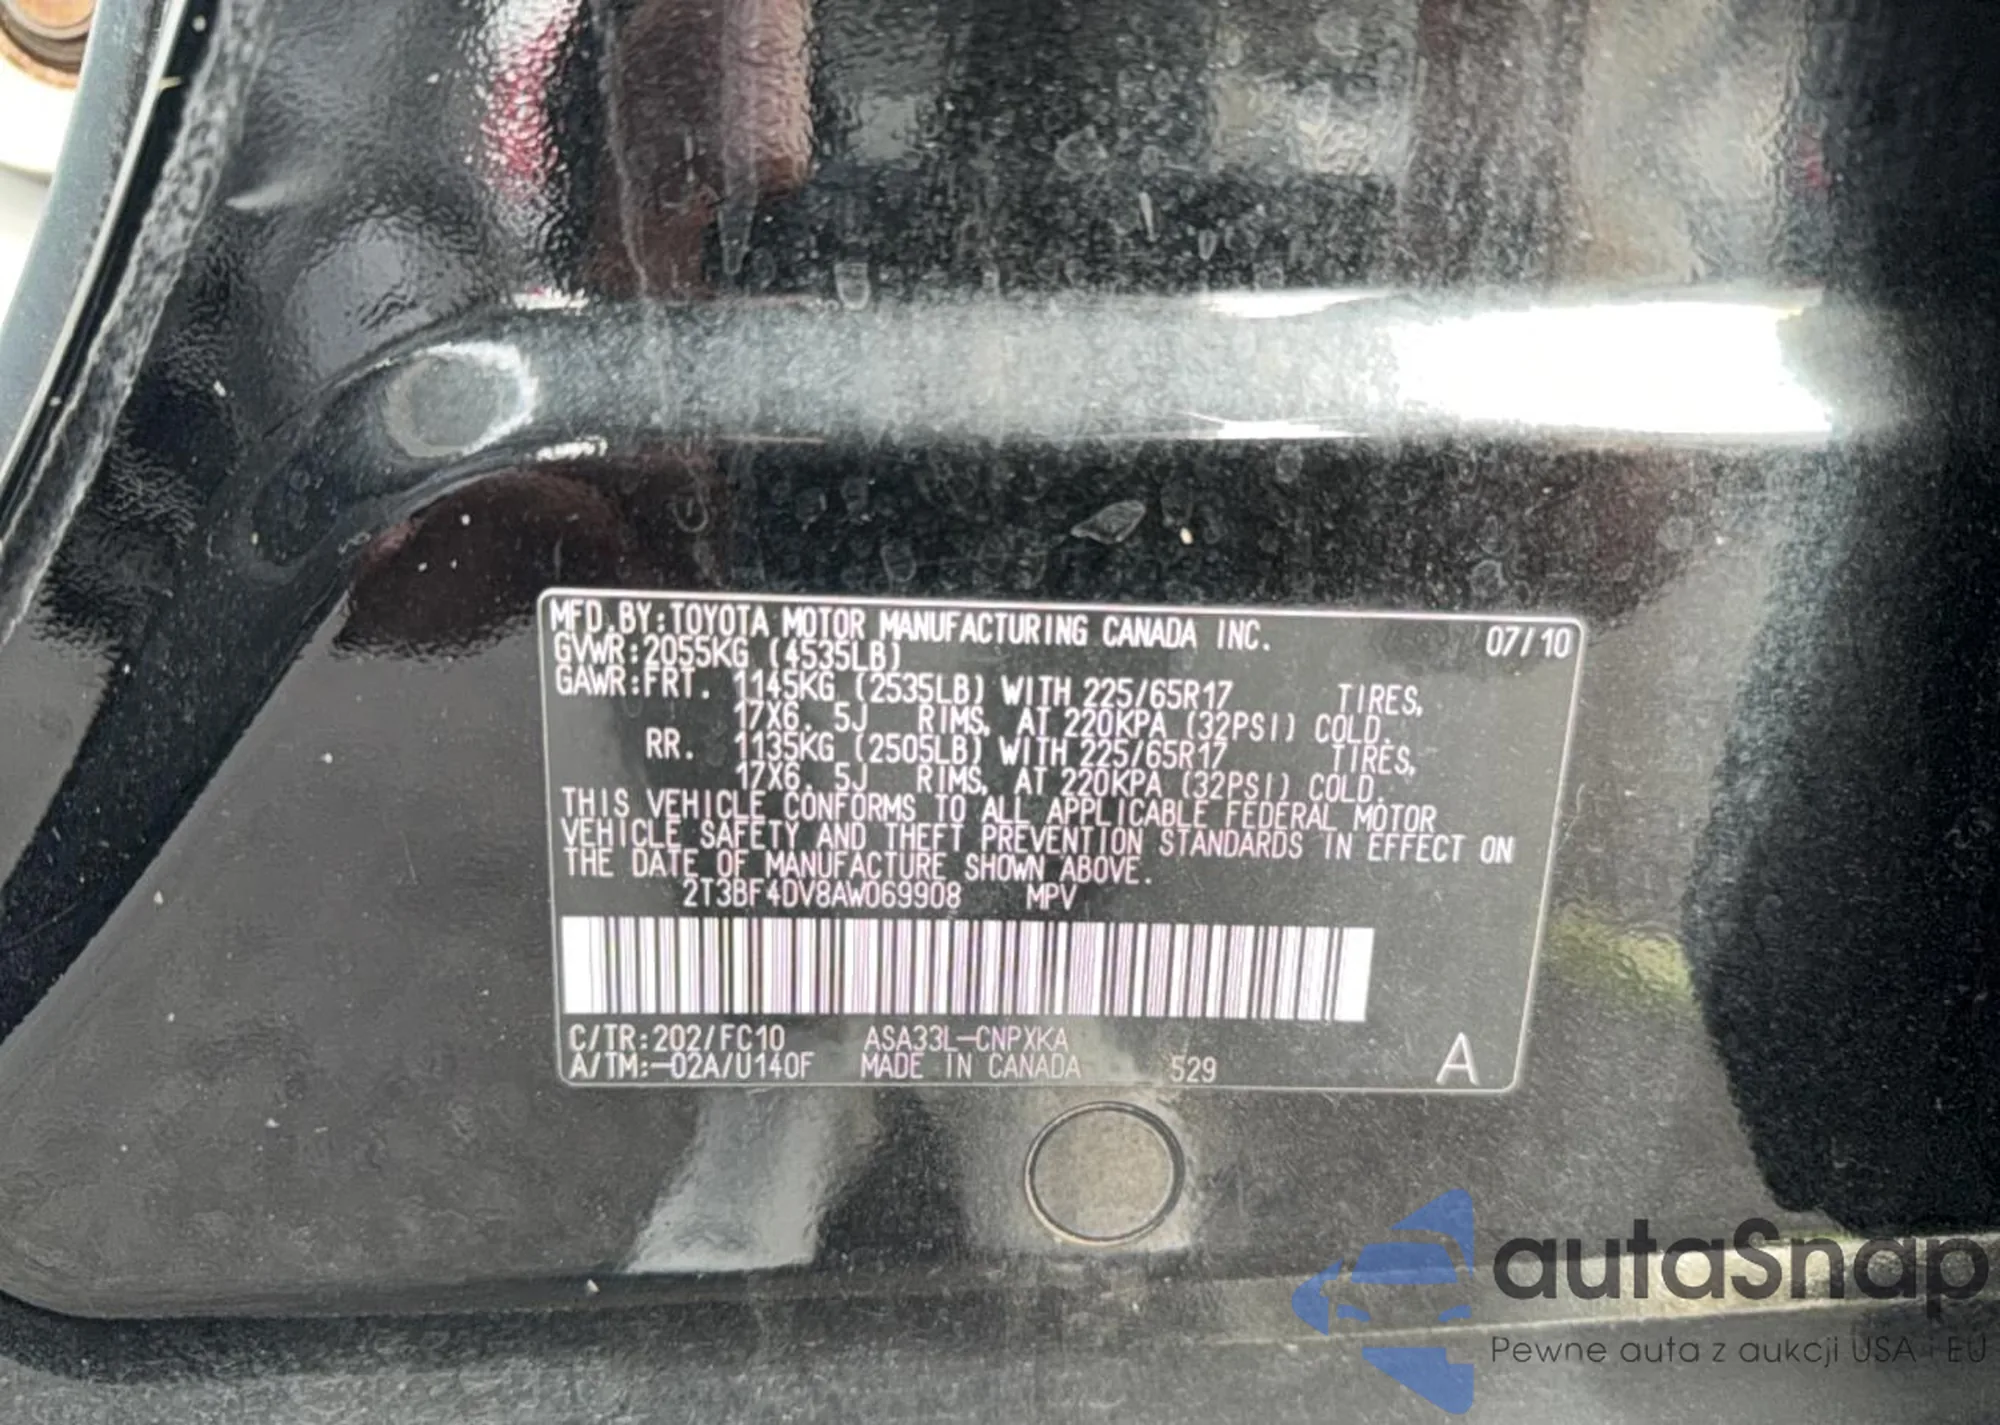 MFD.BY:TOYOTA MOTOR MANUFACTURING CANADA INC. 07/10
GVWR:2055KG (4535LB)
GAWR:FRT. 1145KG (2535LB) WITH 225/65R17 TIRES,
17X6. 5J RIMS, AT 220KPA (32PSI) COLD.
RR. 1135KG (2505LB) WITH 225/65R17 TIRES,
17X6. 5J RIMS, AT 220KPA (32PSI) COLD.
THIS VEHICLE CONFORMS TO ALL APPLICABLE FEDERAL MOTOR
VEHICLE SAFETY AND THEFT PREVENTION STANDARDS IN EFFECT ON
THE DATE OF MANUFACTURE SHOWN ABOVE.
2T3BF4DV8AW069908 MPV
C/TR:202/FC10 ASA33L-CNPXKA
A/TM:-02A/U140F MADE IN CANADA 529 A
autaSnap
Pewne auta z aukcji USA i EU